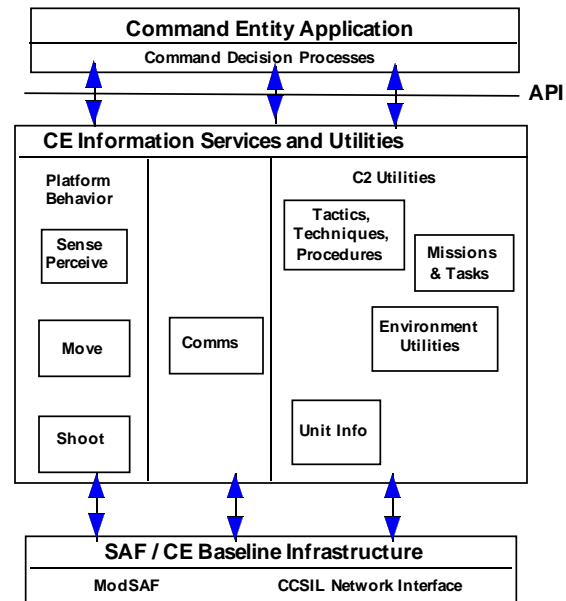 Command Entity Application
Command Decision Processes
API
CE Information Services and Utilities
Platform
Behavior
Sense
Perceive
Move
Shoot
Comms
C2 Utilities
Tactics,
Techniques,
Procedures
Missions
& Tasks
Environment
Utilities
Unit Info
SAF / CE Baseline Infrastructure
ModSAF
CCSIL Network Interface